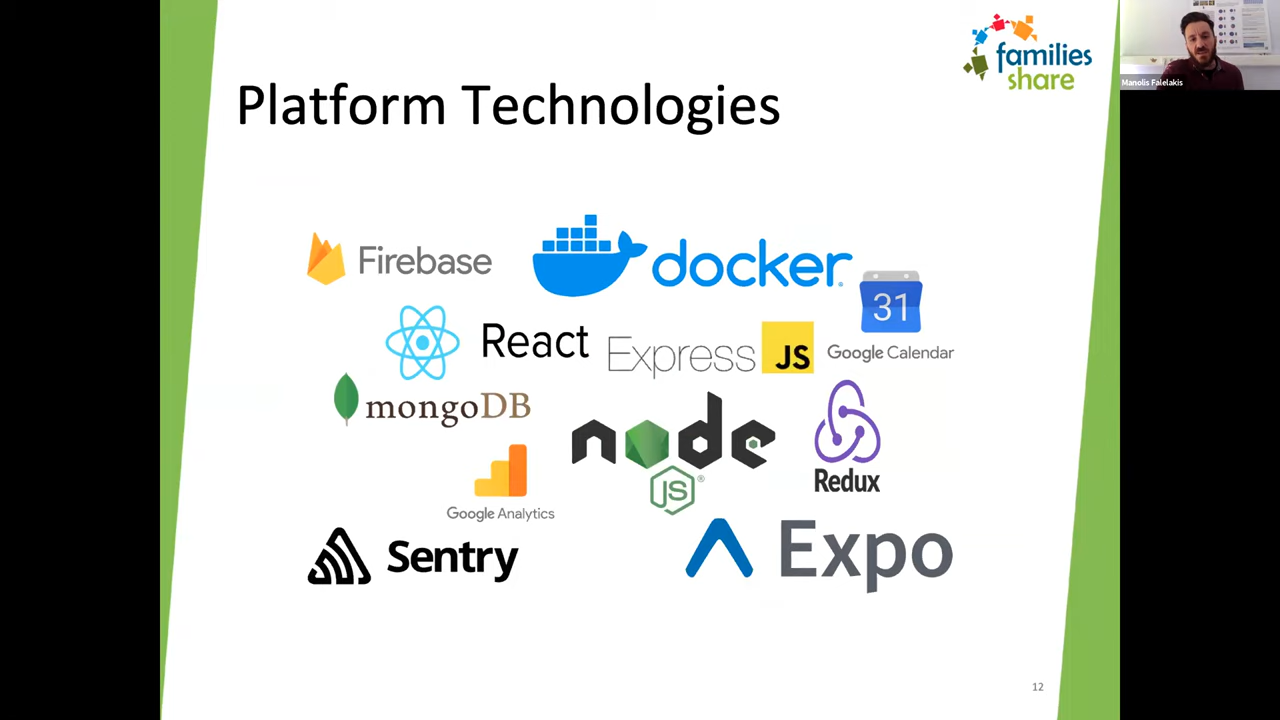 families
share
Manolis Falelakis
Platform Technologies
Firebase
docker
31
Google Calendar
React
Express
JS
mongoDB
node
JS
Redux
Google Analytics
Sentry
Expo
12